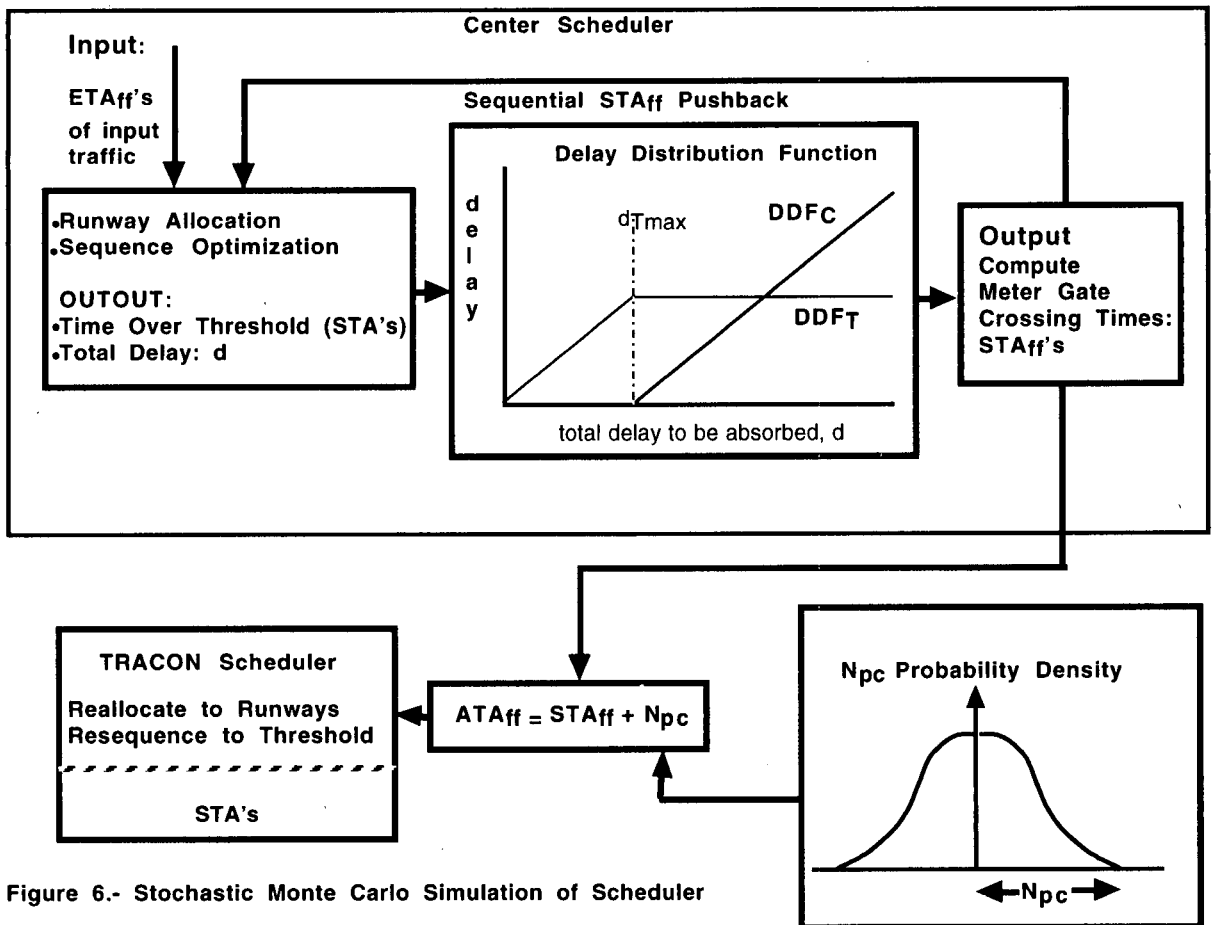 Center Scheduler
Input:
ETAff's
of input
traffic
Sequential STAff Pushback
•Runway Allocation
•Sequence Optimization
OUTOUT:
•Time Over Threshold (STA's)
•Total Delay: d
Delay Distribution Function
delay
dTmax
DDFC
DDFT
total delay to be absorbed, d
Output
Compute
Meter Gate
Crossing Times:
STAff's
TRACON Scheduler
Reallocate to Runways
Resequence to Threshold
STA's
ATAff = STAff + Npc
Npc Probability Density
Npc
Figure 6.- Stochastic Monte Carlo Simulation of Scheduler